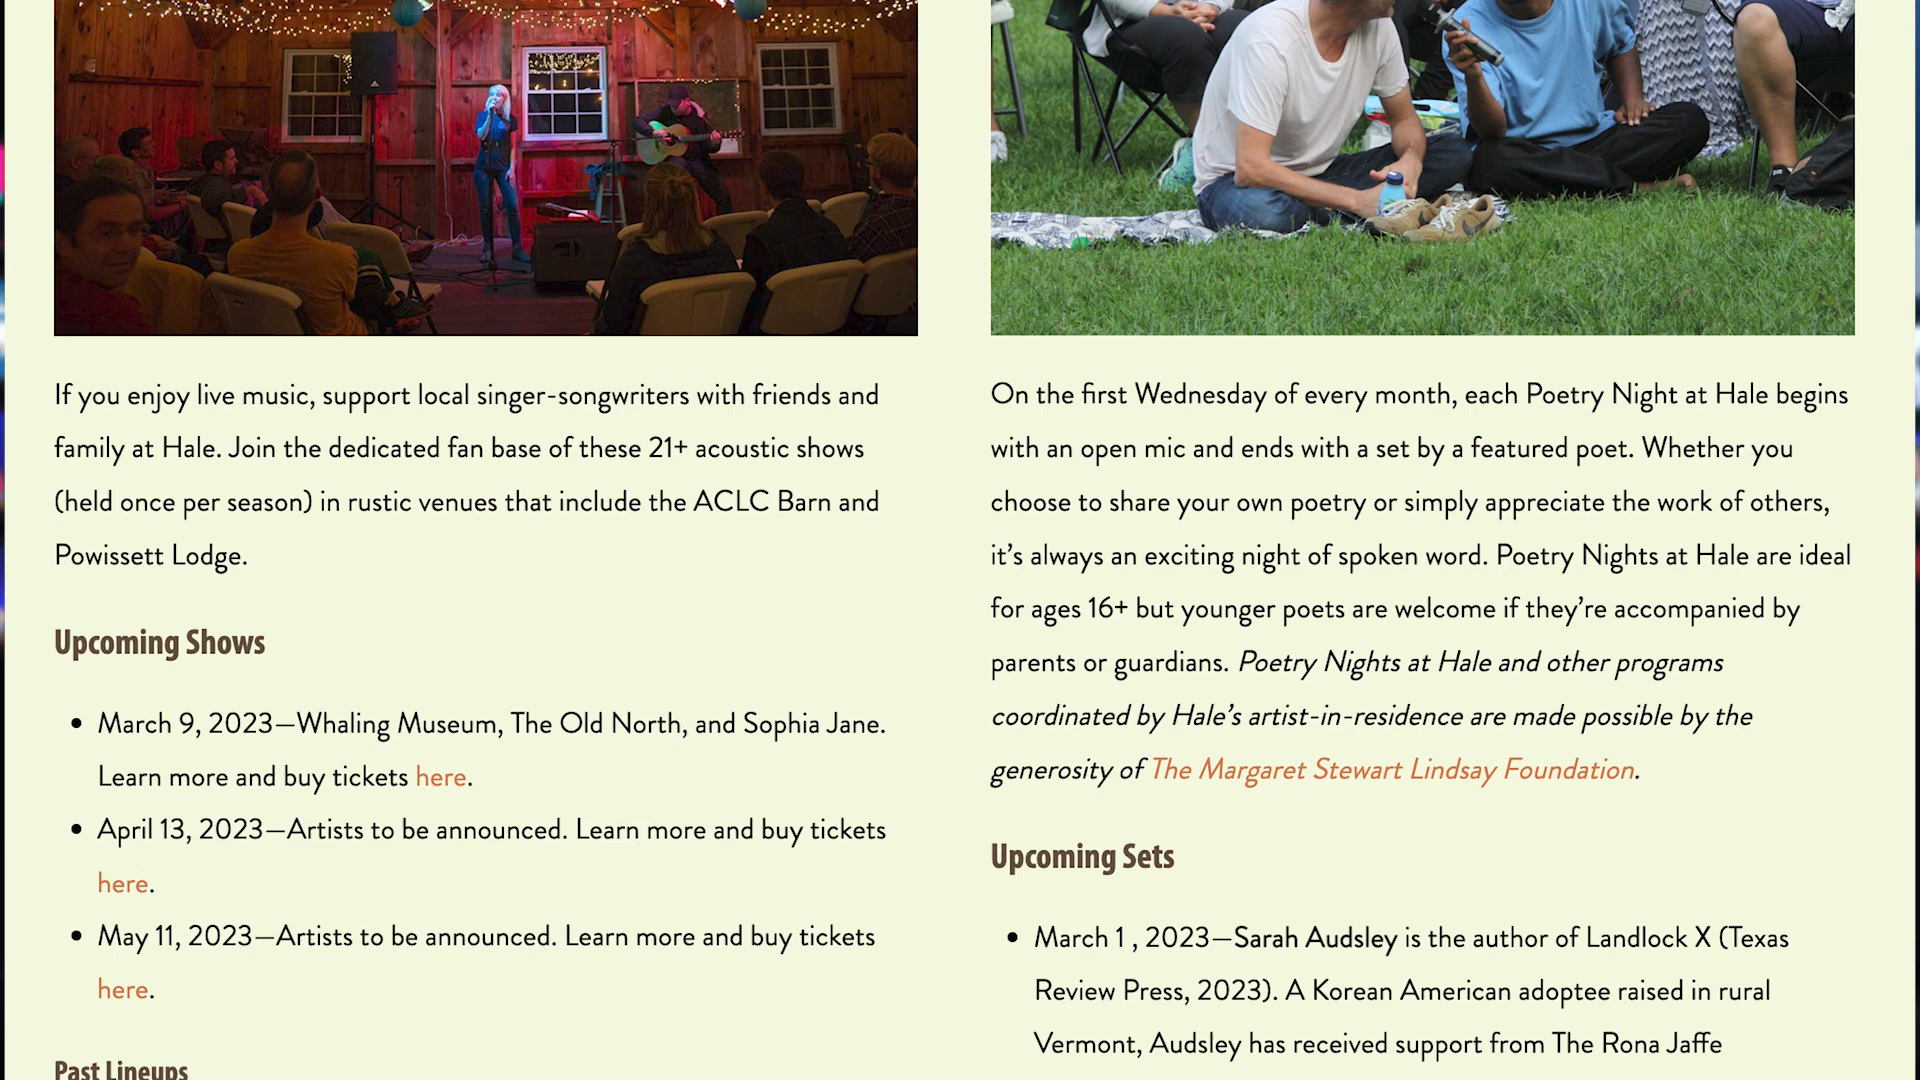 If you enjoy live music, support local singer-songwriters with friends and
family at Hale. Join the dedicated fan base of these 21+ acoustic shows
(held once per season) in rustic venues that include the ACLC Barn and
Powissett Lodge.
Upcoming Shows
• March 9, 2023—Whaling Museum, The Old North, and Sophia Jane.
Learn more and buy tickets here.
• April 13, 2023—Artists to be announced. Learn more and buy tickets
here.
• May 11, 2023—Artists to be announced. Learn more and buy tickets
here.
Past Lineups
On the first Wednesday of every month, each Poetry Night at Hale begins
with an open mic and ends with a set by a featured poet. Whether you
choose to share your own poetry or simply appreciate the work of others,
it’s always an exciting night of spoken word. Poetry Nights at Hale are ideal
for ages 16+ but younger poets are welcome if they’re accompanied by
parents or guardians. Poetry Nights at Hale and other programs
coordinated by Hale’s artist-in-residence are made possible by the
generosity of The Margaret Stewart Lindsay Foundation.
Upcoming Sets
• March 1 , 2023—Sarah Audsley is the author of Landlock X (Texas
Review Press, 2023). A Korean American adoptee raised in rural
Vermont, Audsley has received support from The Rona Jaffe